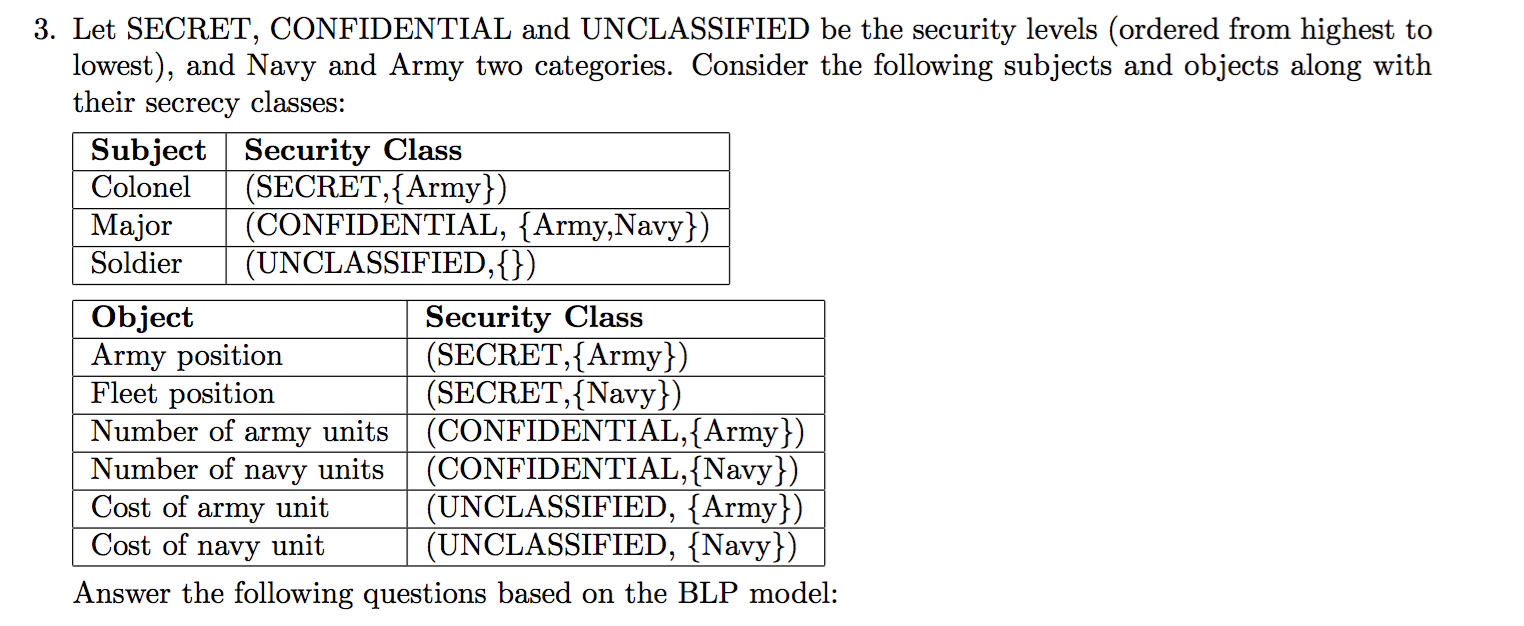 3. Let SECRET, CONFIDENTIAL and UNCLASSIFIED be the security levels (ordered from highest to
lowest), and Navy and Army two categories. Consider the following subjects and objects along with
their secrecy classes:
Subject Security Class
Colonel (SECRET,{Army})
Major (CONFIDENTIAL, {Army,Navy})
Soldier (UNCLASSIFIED,{})
Object Security Class
Army position (SECRET,{Army})
Fleet position (SECRET,{Navy})
Number of army units (CONFIDENTIAL,{Army})
Number of navy units (CONFIDENTIAL,{Navy})
Cost of army unit (UNCLASSIFIED, {Army})
Cost of navy unit (UNCLASSIFIED, {Navy})
Answer the following questions based on the BLP model: